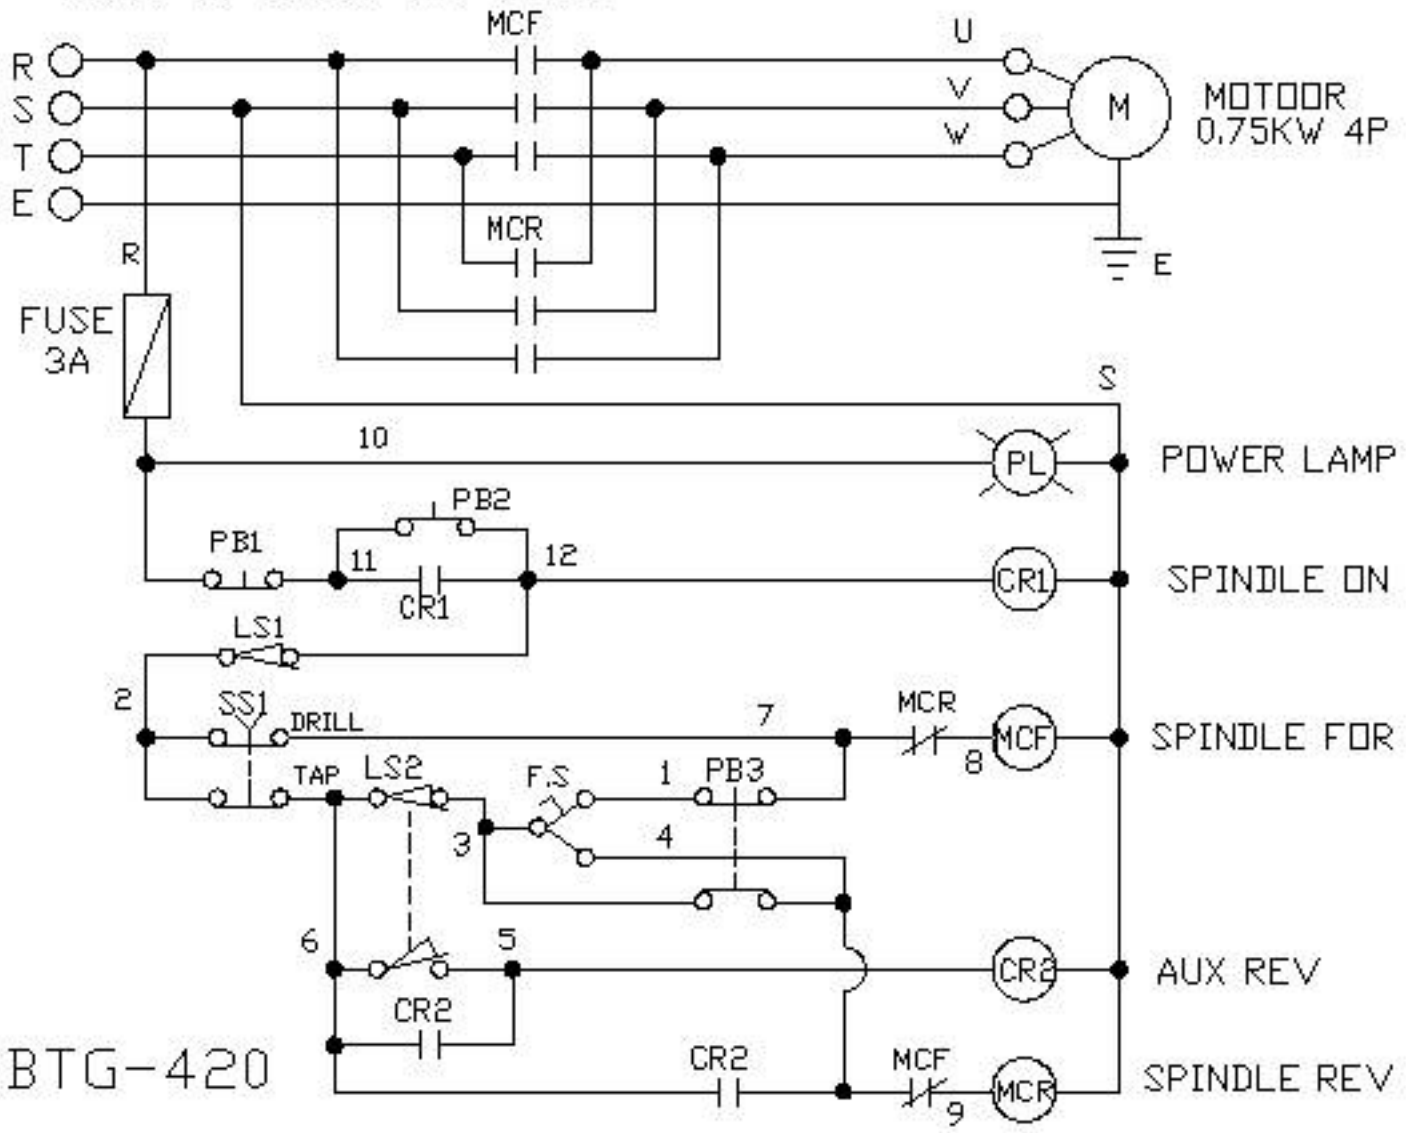 MCF
U
R
S
V
M
MOTOOR
0.75KW 4P
T
W
E
MCR
R
E
FUSE
3A
S
10
PL
POWER LAMP
PB2
PB1
11
12
CR1
CR1
SPINDLE ON
LS1
2
SS1
DRILL
7
MCR
8
MCF
SPINDLE FOR
TAP
LS2
F.S
1
PB3
3
4
6
5
CR2
AUX REV
CR2
BTG-420
CR2
MCF
9
MCR
SPINDLE REV